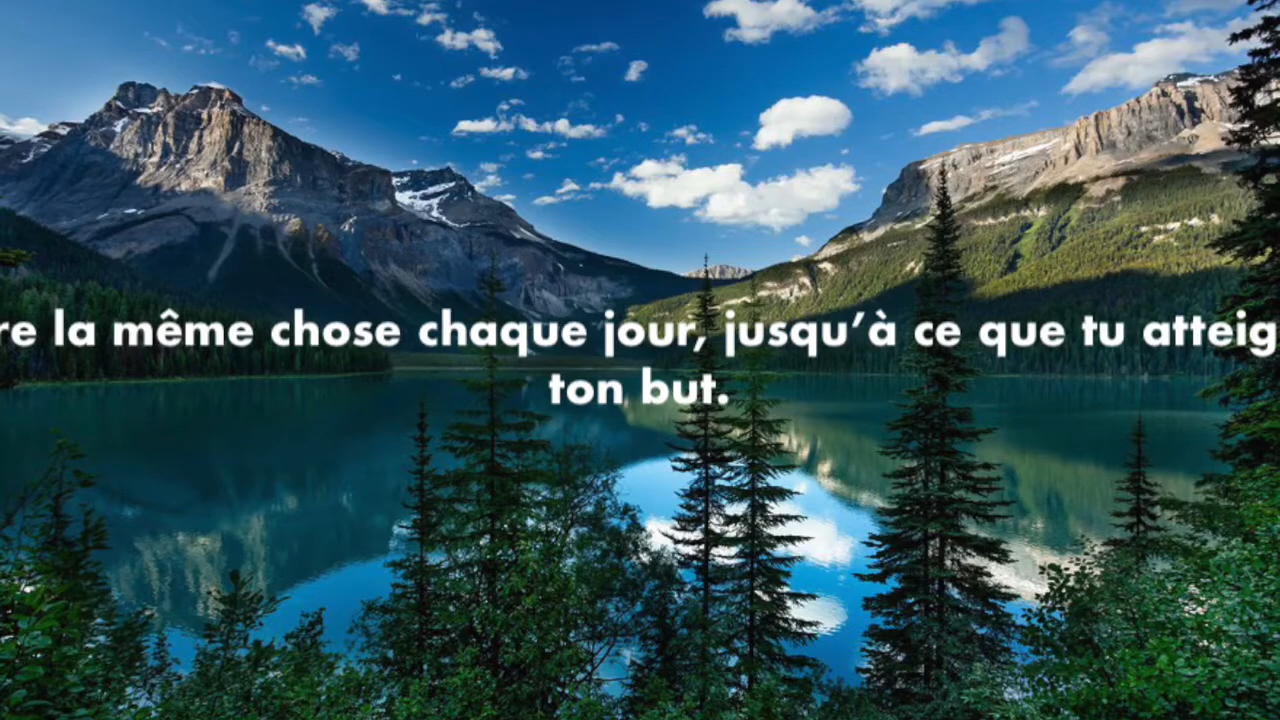 re la même chose chaque jour, jusqu’à ce que tu atteig
ton but.